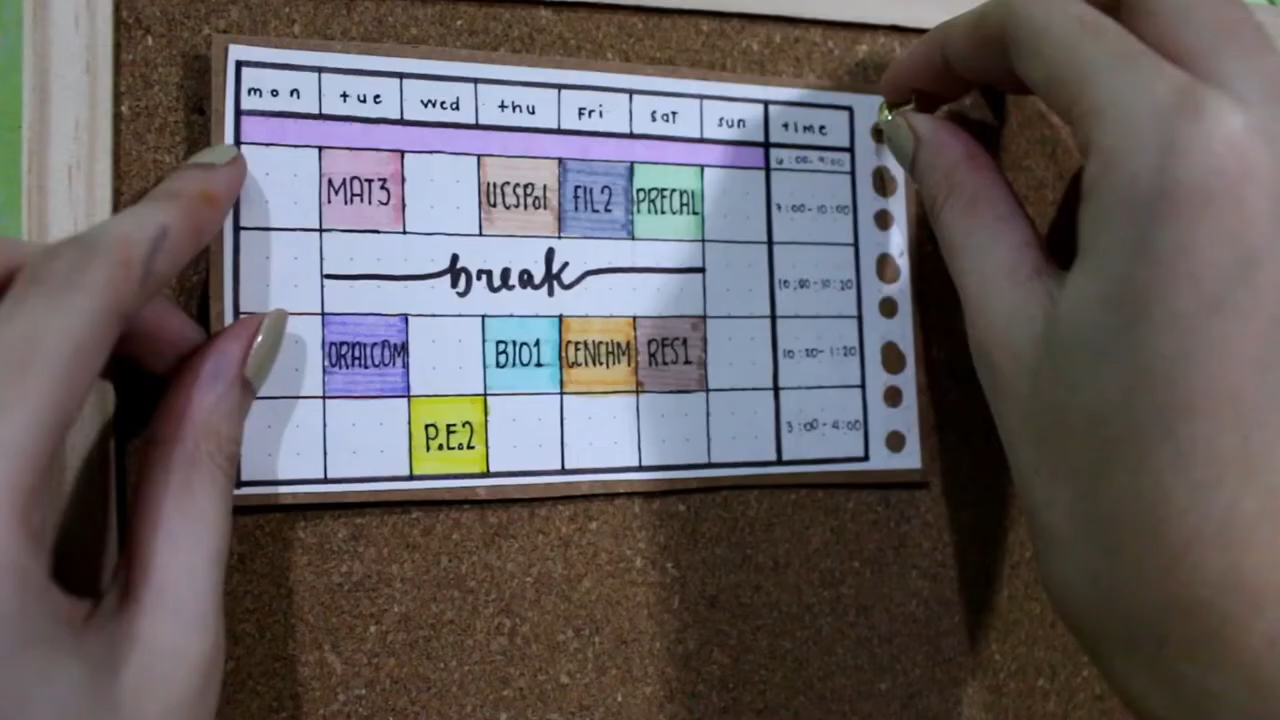 mon tue wed thu Fri sat sun time
MAT3 UCSPol FIL2 PRECAL 7:00-10:00
break 10:00-10:20
ORALCOM BIO1 CENCHM RES1 10:20-1:20
P.E.2 3:00-4:00